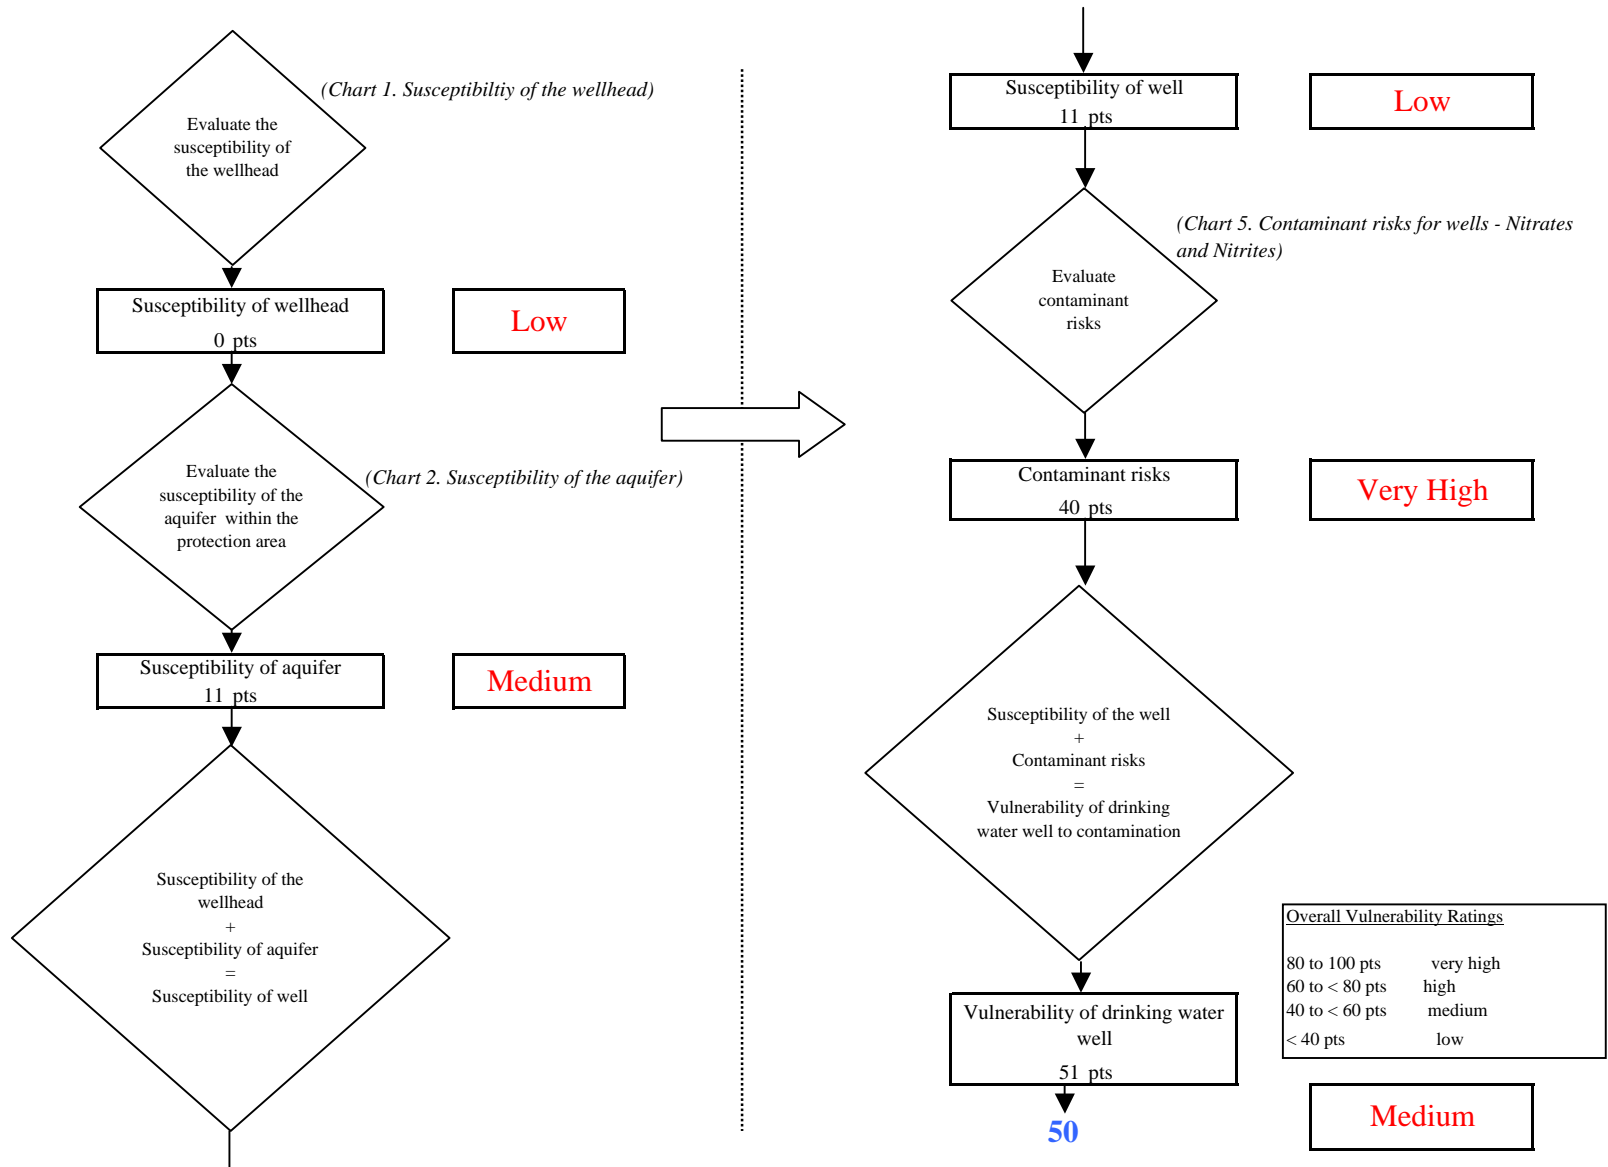 (Chart 1. Susceptibiltiy of the wellhead)
Evaluate the
susceptibility of
the wellhead
Susceptibility of wellhead
0 pts
Low
Evaluate the
susceptibility of the
aquifer within the
protection area
(Chart 2. Susceptibility of the aquifer)
Susceptibility of aquifer
11 pts
Medium
Susceptibility of the
wellhead
+
Susceptibility of aquifer
=
Susceptibility of well
Susceptibility of well
11 pts
Low
(Chart 5. Contaminant risks for wells - Nitrates
and Nitrites)
Evaluate
contaminant
risks
Contaminant risks
40 pts
Very High
Susceptibility of the well
+
Contaminant risks
=
Vulnerability of drinking
water well to contamination
Overall Vulnerability Ratings
80 to 100 pts very high
60 to < 80 pts high
40 to < 60 pts medium
< 40 pts low
Vulnerability of drinking water
well
51 pts
50
Medium